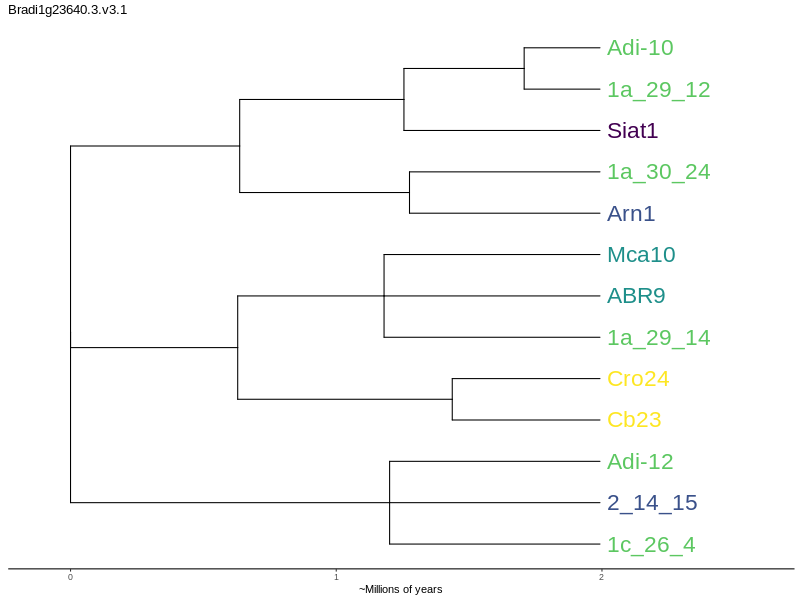 Bradi1g23640.3.v3.1
Adi-10
1a_29_12
Siat1
1a_30_24
Arn1
Mca10
ABR9
1a_29_14
Cro24
Cb23
Adi-12
2_14_15
1c_26_4
0 1 2
~Millions of years